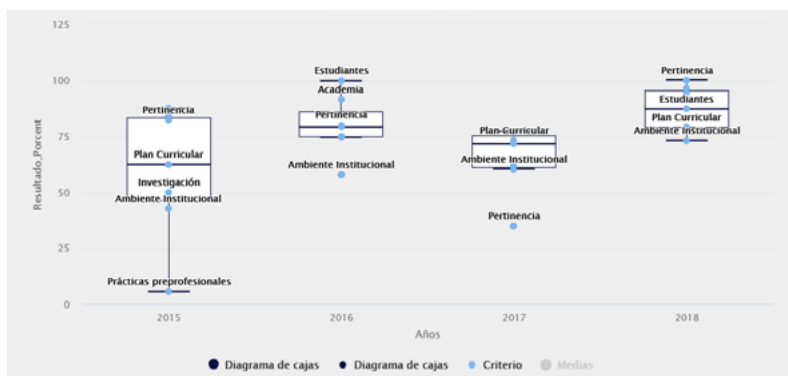 125
100
75
50
25
0
Resultado_Porcent
Pertinencia
Plan Curricular
Investigación
Ambiente Institucional
Prácticas preprofesionales
Estudiantes
Academia
Pertinencia
Ambiente Institucional
Plan Curricular
Ambiente Institucional
Pertinencia
Pertinencia
Estudiantes
Plan Curricular
Ambiente Institucional
2015
2016
2017
2018
Años
Diagrama de cajas Diagrama de cajas Criterio Medias